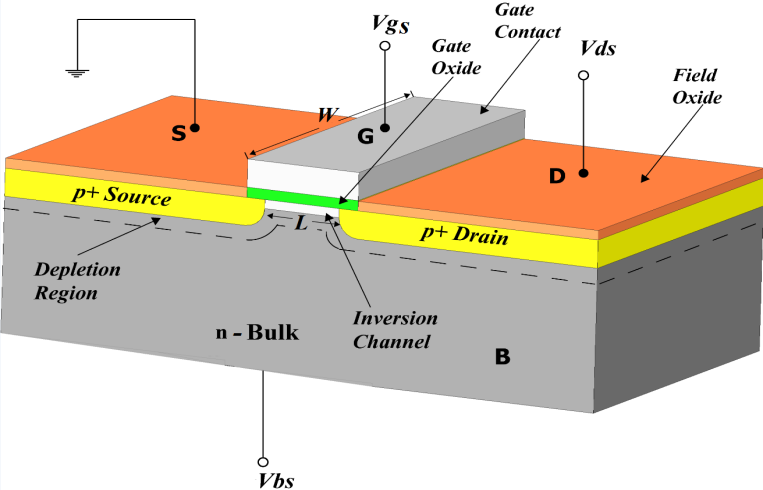 Vgs
Gate
Contact
Gate
Oxide
Vds
Field
Oxide
W
S
G
D
p+ Source
L
p+ Drain
Depletion
Region
Inversion
Channel
n - Bulk
B
Vbs